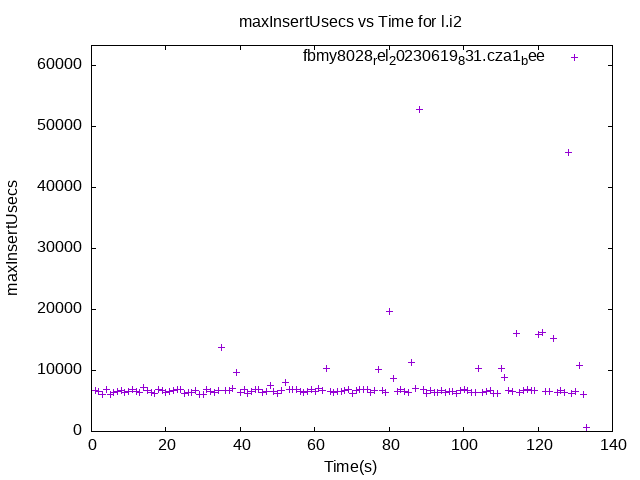 maxInsertUsecs vs Time for l.i2
fbmy8028rel20230619831.cza1bee
60000
50000
40000
30000
20000
10000
0
maxInsertUsecs
0 20 40 60 80 100 120 140
Time(s)